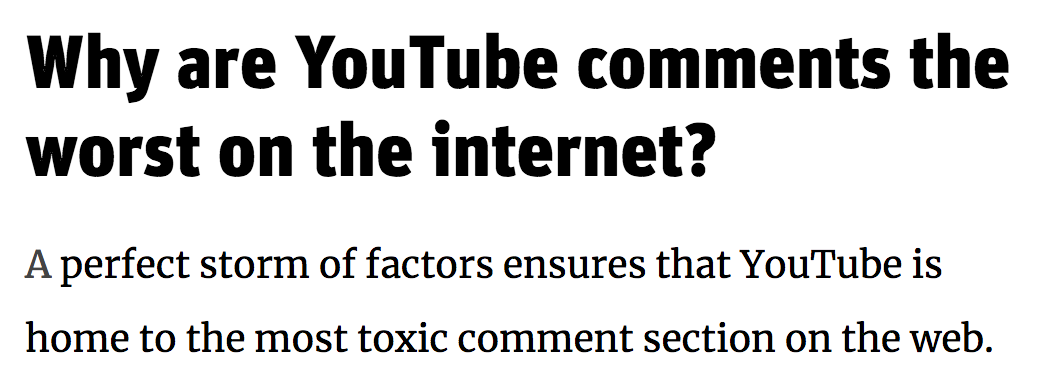 Why are YouTube comments the
worst on the internet?
A perfect storm of factors ensures that YouTube is
home to the most toxic comment section on the web.